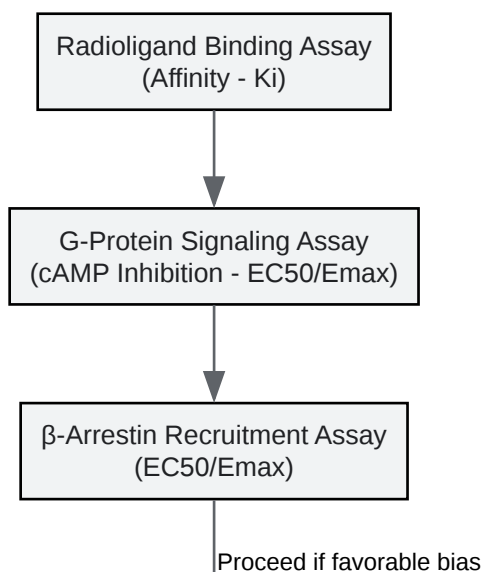 Radioligand Binding Assay
(Affinity - Ki)
G-Protein Signaling Assay
(cAMP Inhibition - EC50/Emax)
β-Arrestin Recruitment Assay
(EC50/Emax)
Proceed if favorable bias